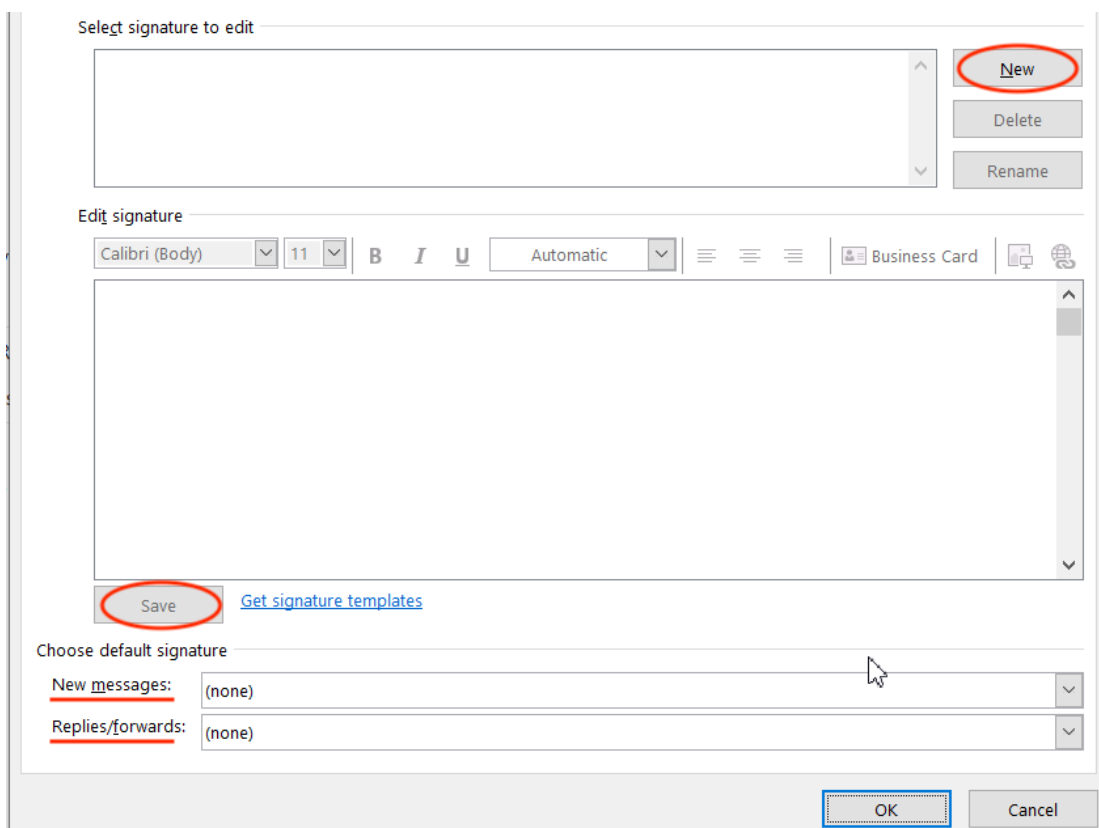 Select signature to edit
New
Delete
Rename
Edit signature
Calibri (Body) 11 B I U Automatic Business Card
Save Get signature templates
Choose default signature
New messages: (none)
Replies/forwards: (none)
OK Cancel